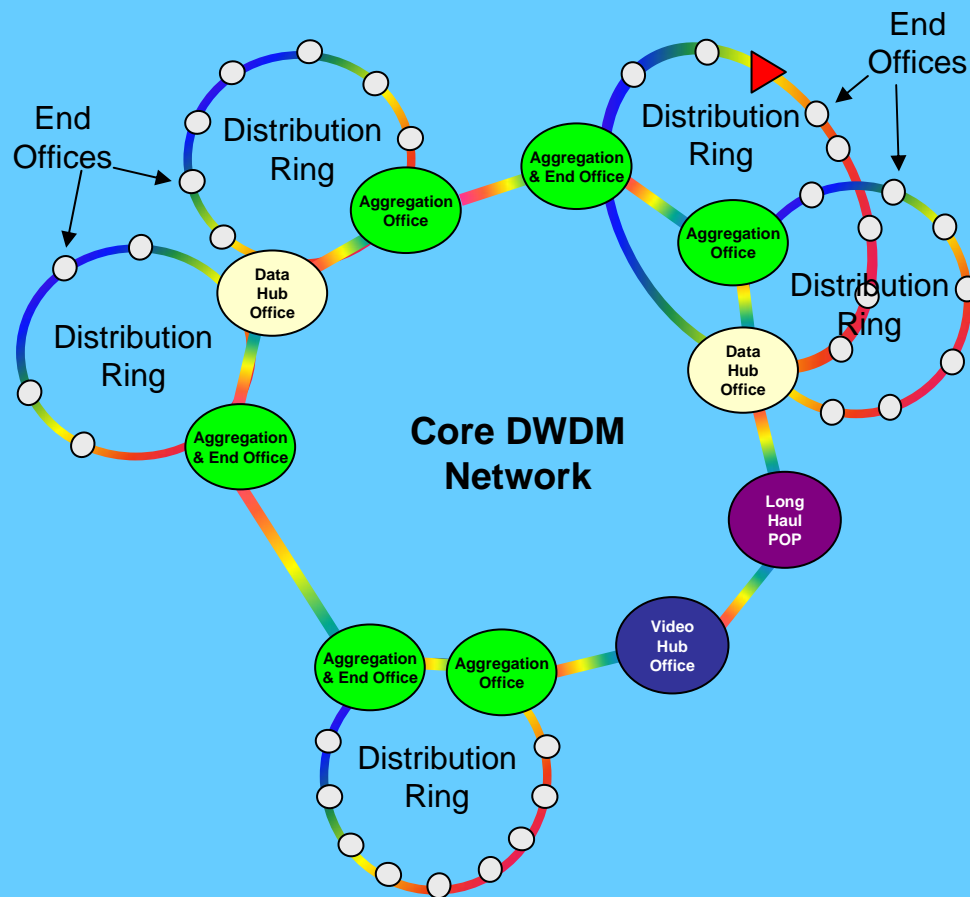 End
Offices
End
Offices
Distribution
Ring
Distribution
Ring
Aggregation
& End Office
Aggregation
Office
Aggregation
Office
Data
Hub
Office
Distribution
Ring
Distribution
Ring
Data
Hub
Office
Aggregation
& End Office
Core DWDM
Network
Long
Haul
POP
Video
Hub
Office
Aggregation
& End Office
Aggregation
Office
Distribution
Ring